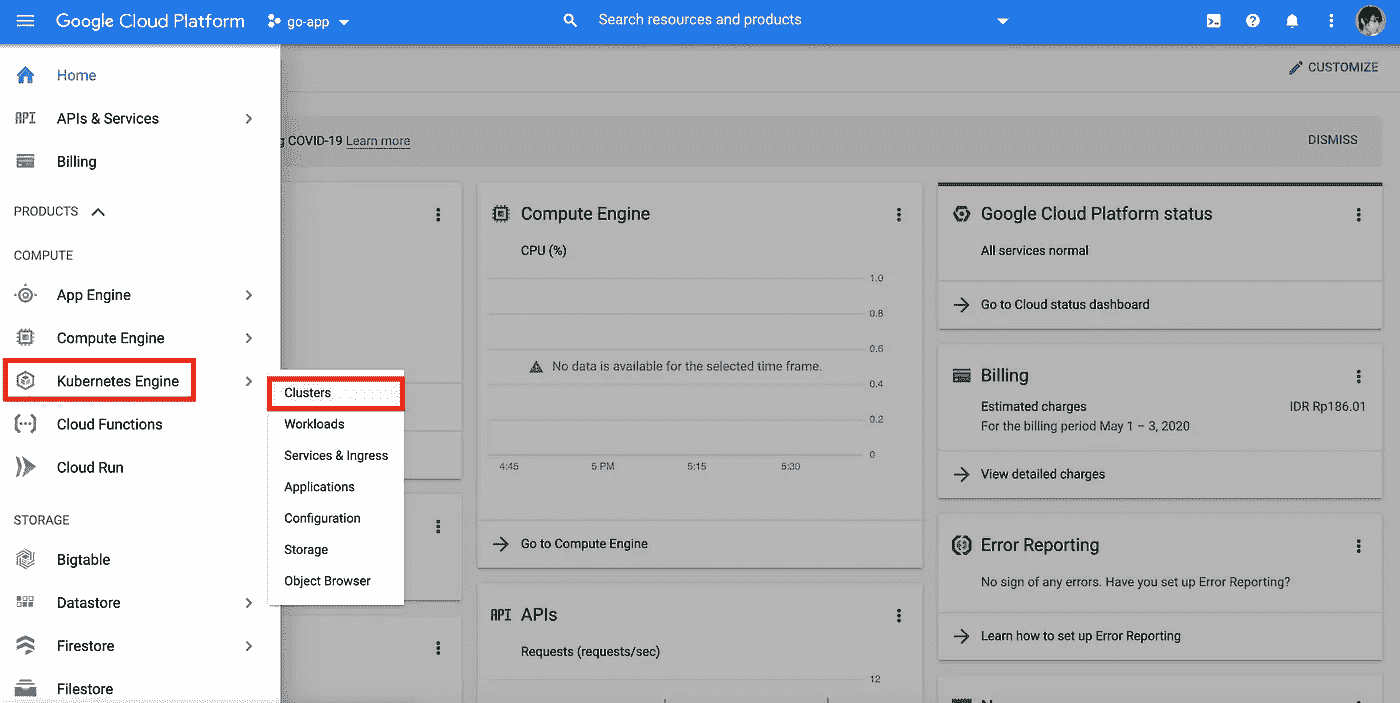 Google Cloud Platform
go-app
Search resources and products
Home
API APIs & Services
Billing
PRODUCTS
COMPUTE
App Engine
Compute Engine
Kubernetes Engine
Cloud Functions
Cloud Run
STORAGE
Bigtable
Datastore
Firestore
Filestore
Clusters
Workloads
Services & Ingress
Applications
Configuration
Storage
Object Browser
CUSTOMIZE
COVID-19 Learn more
DISMISS
Compute Engine
CPU (%)
1.0
0.8
0.6
No data is available for the selected time frame.
0.4
0.2
0
4:45 5 PM 5:15 5:30
Go to Compute Engine
API APIs
Requests (requests/sec)
12
Google Cloud Platform status
All services normal
Go to Cloud status dashboard
Billing
Estimated charges IDR Rp186.01
For the billing period May 1 – 3, 2020
View detailed charges
Error Reporting
No sign of any errors. Have you set up Error Reporting?
Learn how to set up Error Reporting